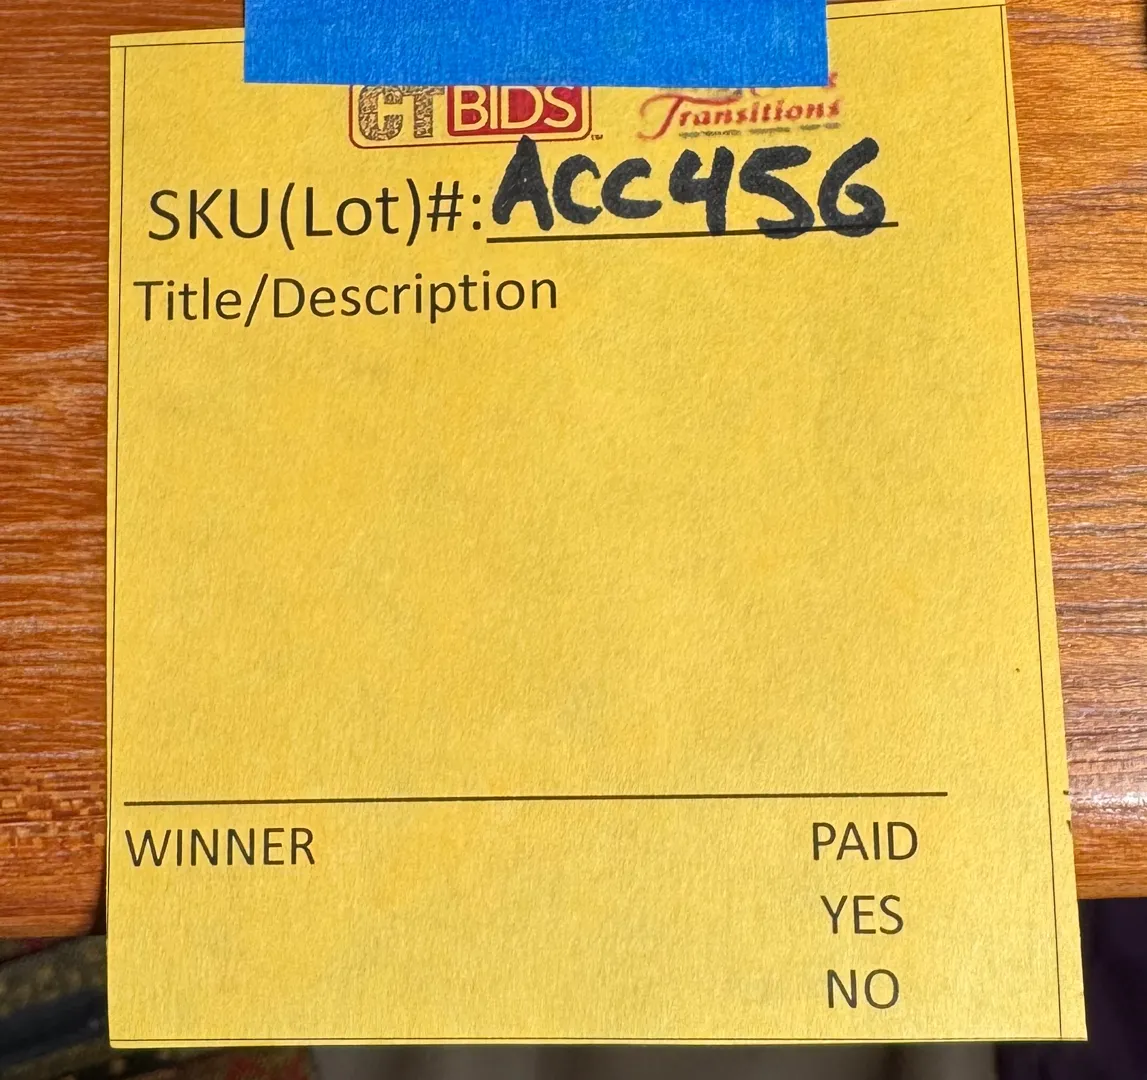 CT BIDS
Transitions
SKU(Lot)#: ACC456
Title/Description
WINNER PAID
YES
NO